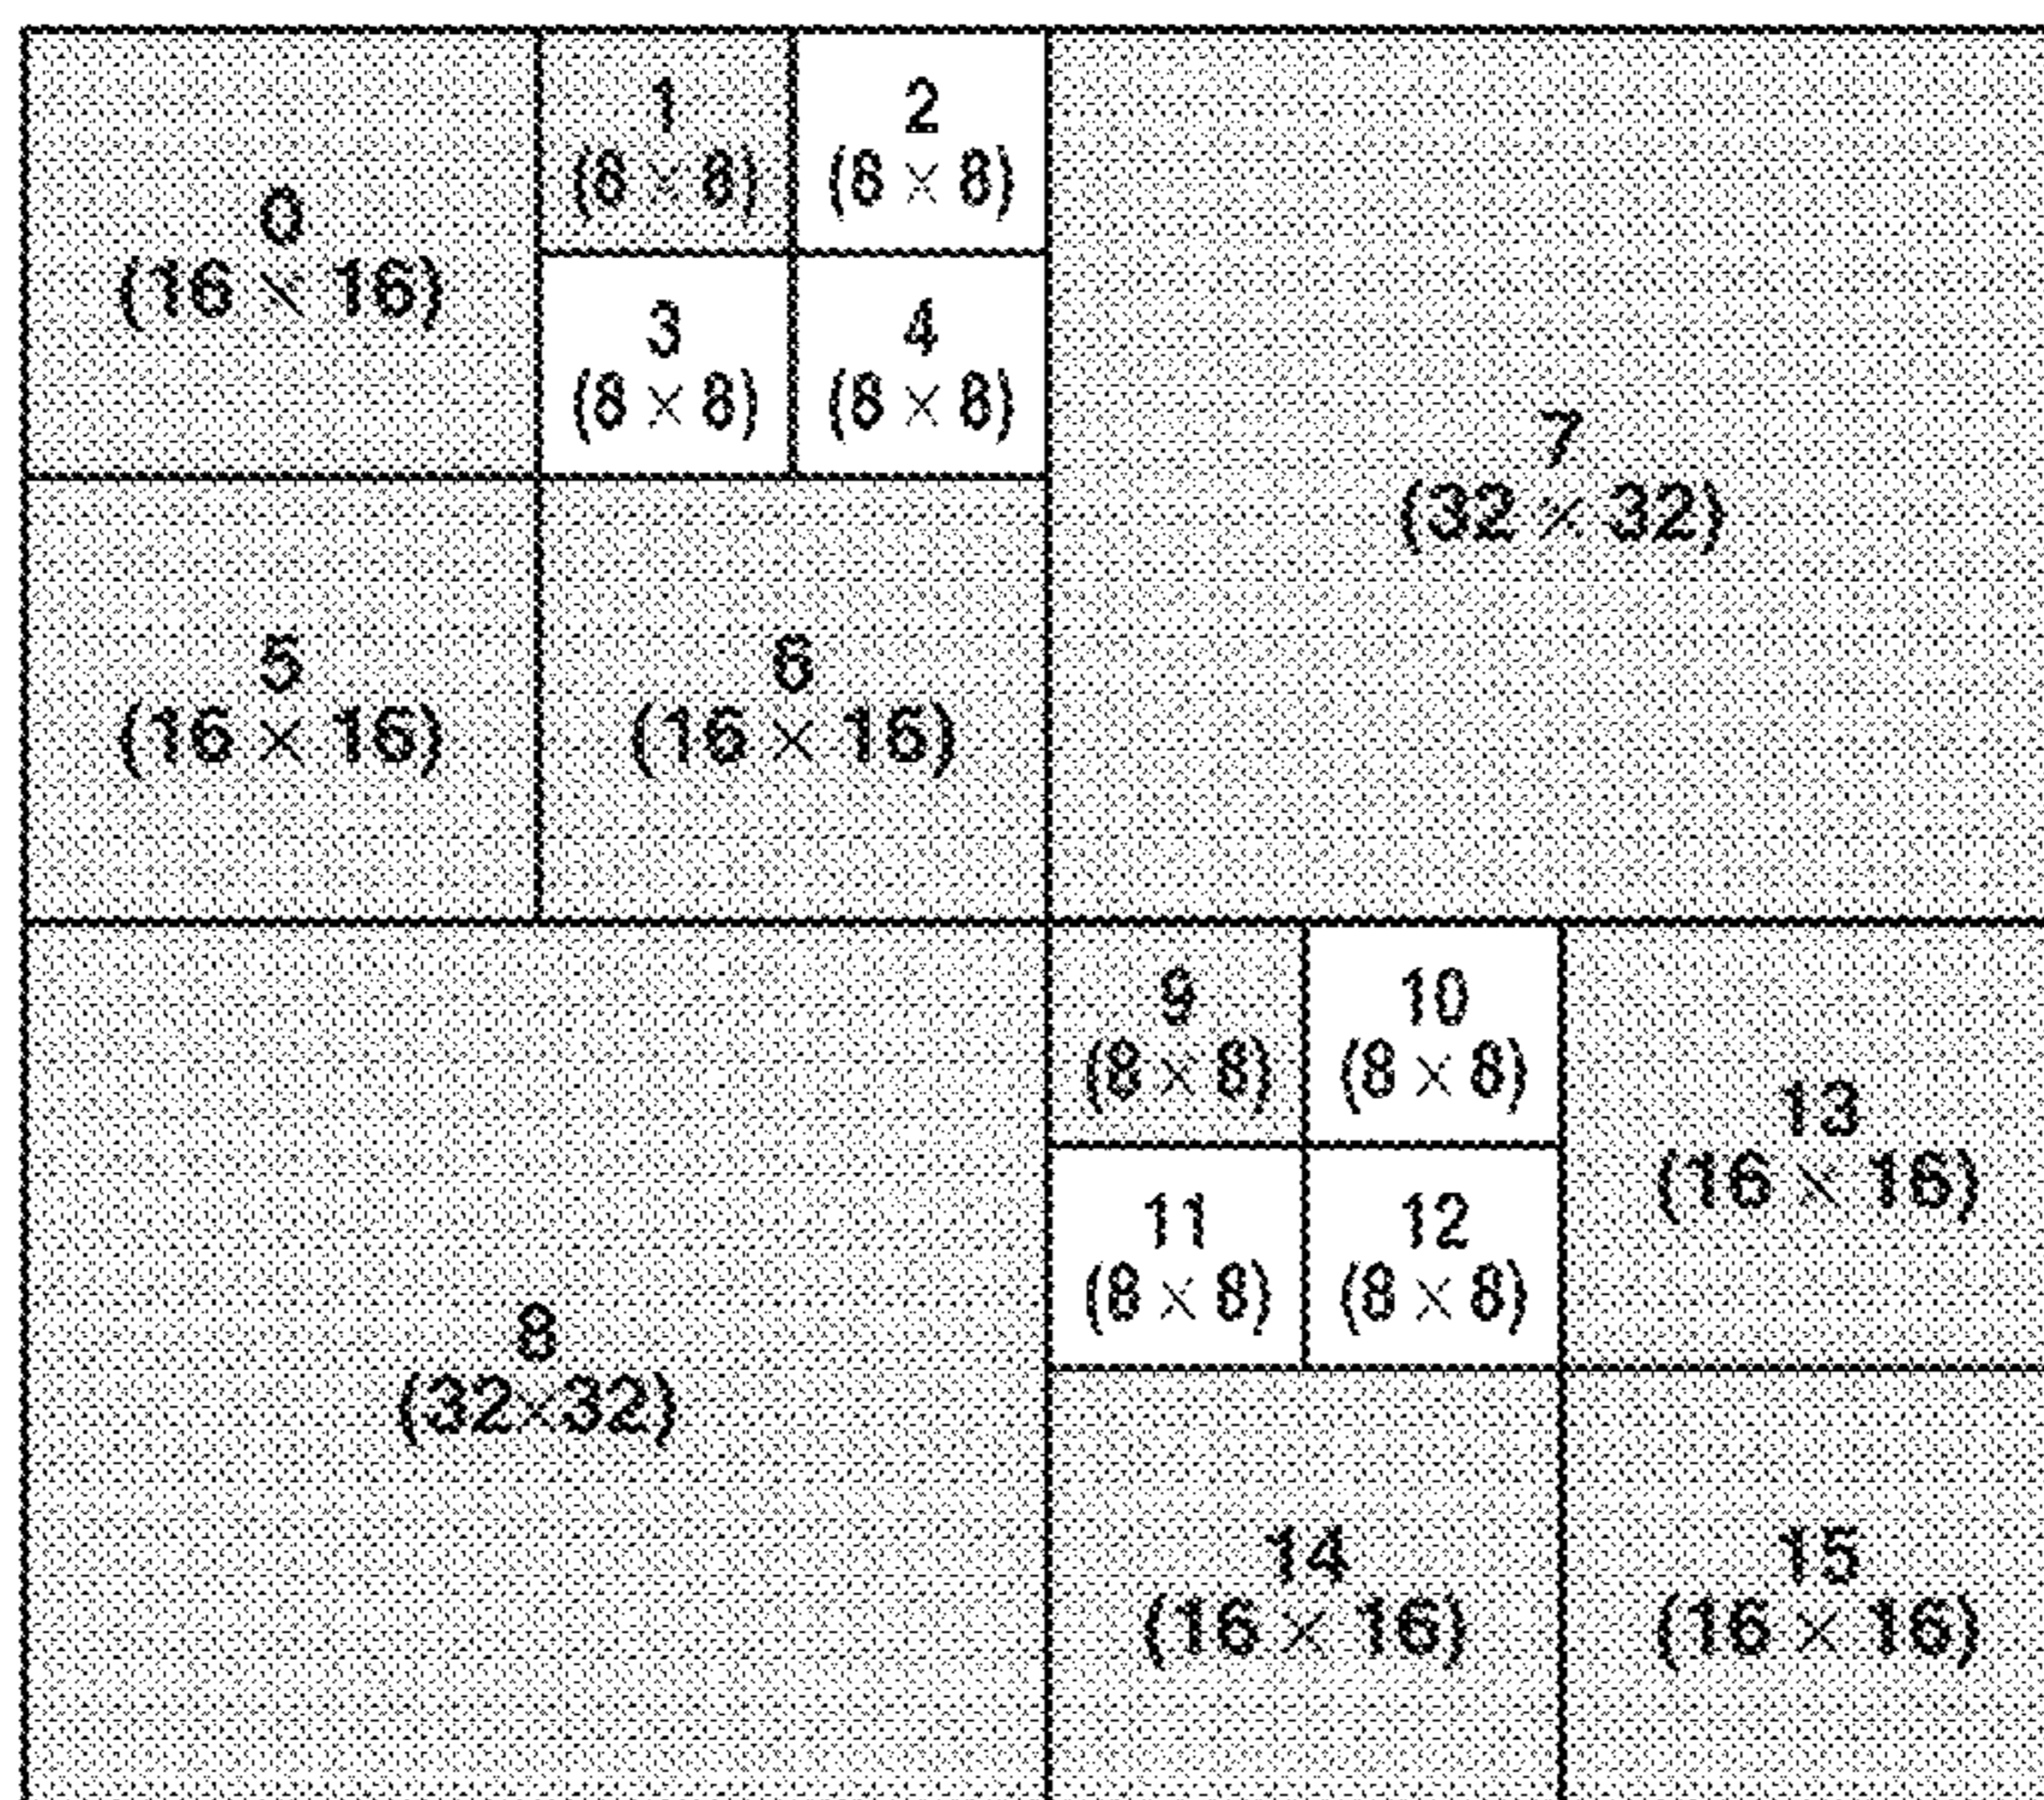 0
(16 × 16)
1
(8 × 8)
2
(8 × 8)
3
(8 × 8)
4
(8 × 8)
5
(16 × 16)
6
(16 × 16)
7
(32 × 32)
8
(32×32)
9
(8 × 8)
10
(8 × 8)
11
(8 × 8)
12
(8 × 8)
13
(16 × 16)
14
(16 × 16)
15
(16 × 16)